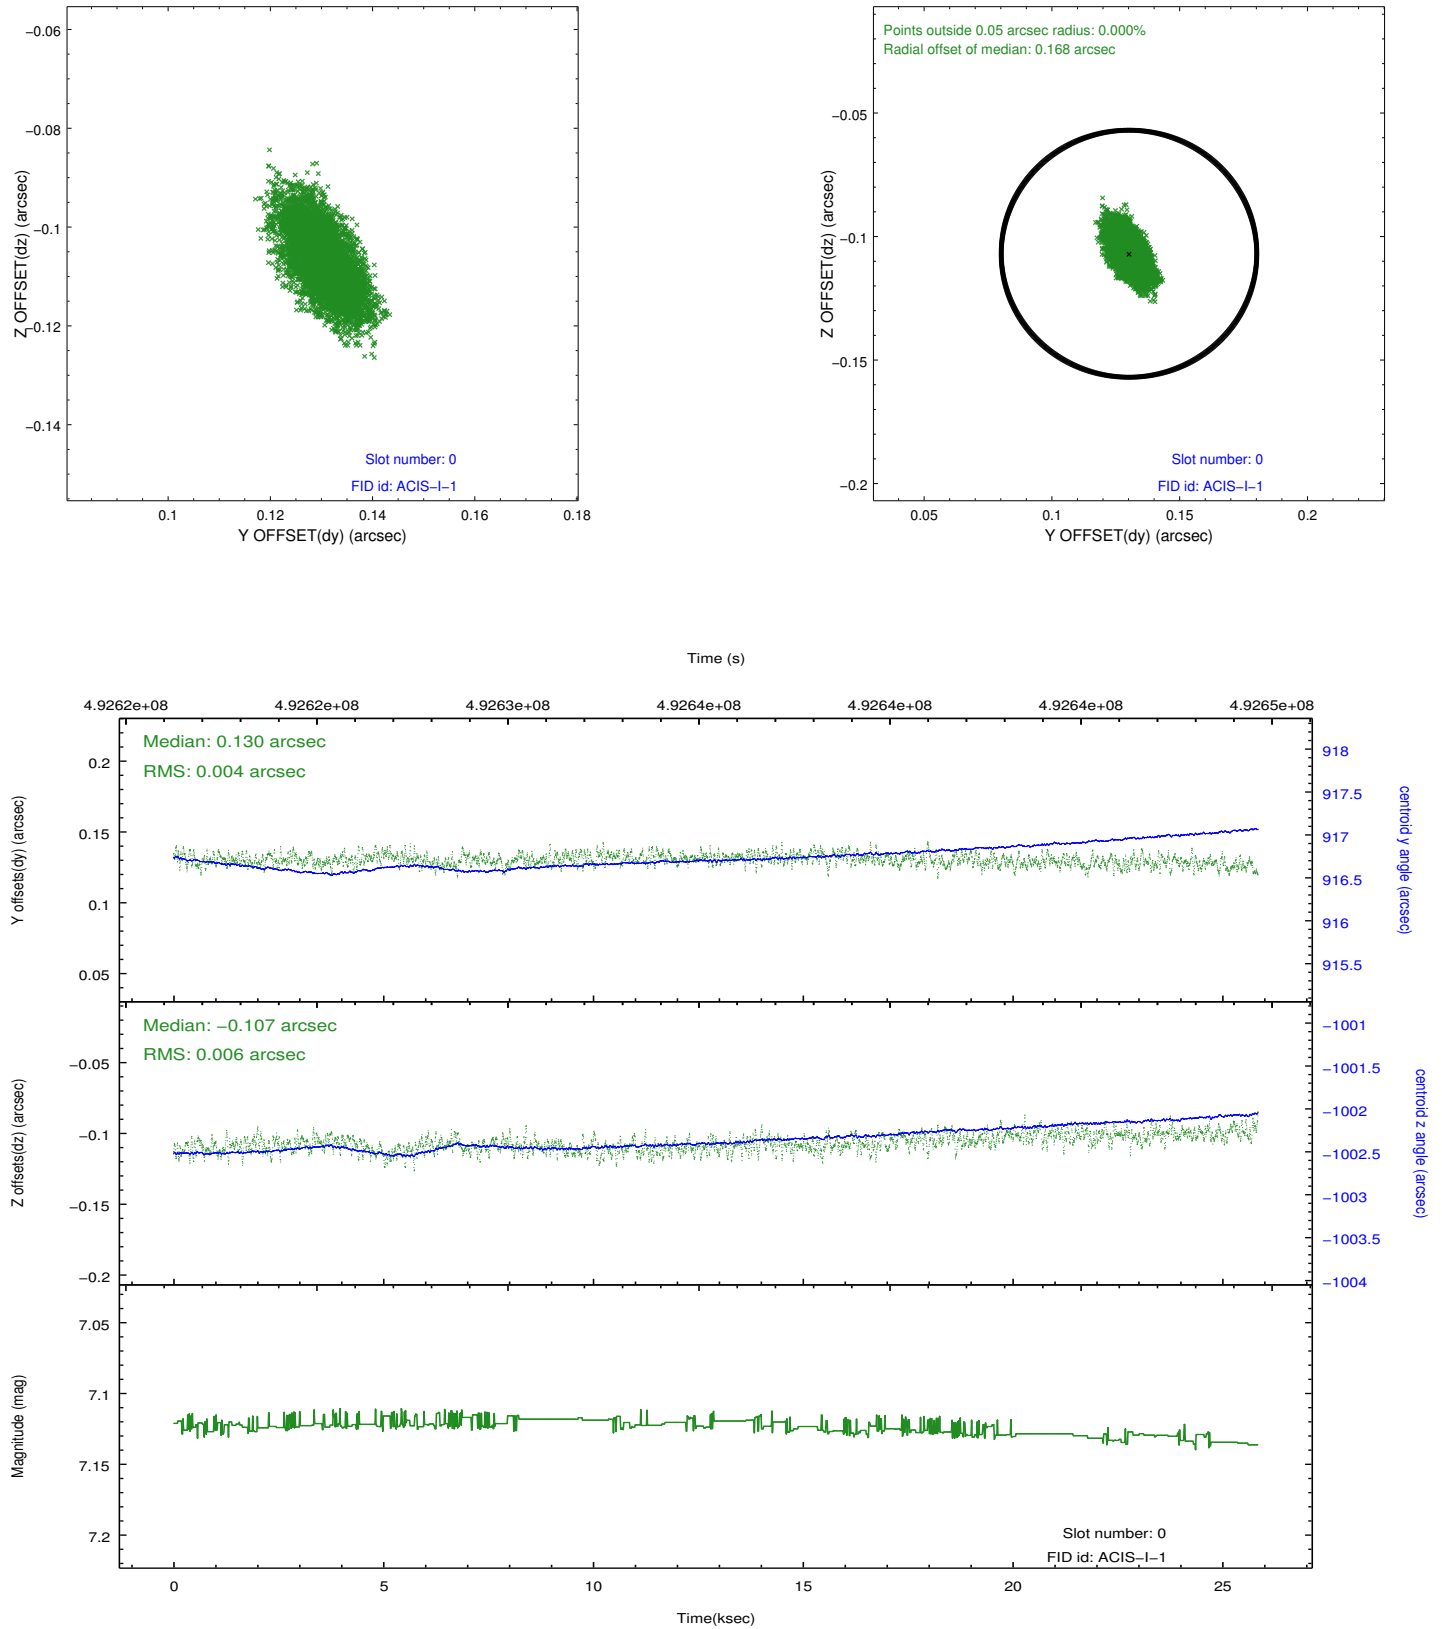 −0.06
−0.08
−0.1
−0.12
−0.14
Z OFFSET(dz) (arcsec)
Slot number: 0
FID id: ACIS−I−1
0.1
0.12
0.14
0.16
0.18
Y OFFSET(dy) (arcsec)
Points outside 0.05 arcsec radius: 0.000%
Radial offset of median: 0.168 arcsec
−0.05
−0.1
−0.15
−0.2
Z OFFSET(dz) (arcsec)
Slot number: 0
FID id: ACIS−I−1
0.05
0.1
0.15
0.2
Y OFFSET(dy) (arcsec)
Time (s)
4.9262e+08
4.9262e+08
4.9263e+08
4.9264e+08
4.9264e+08
4.9264e+08
4.9265e+08
Median: 0.130 arcsec
RMS: 0.004 arcsec
0.2
0.15
0.1
0.05
Y offsets(dy) (arcsec)
918
917.5
917
916.5
916
915.5
centroid y angle (arcsec)
Median: −0.107 arcsec
RMS: 0.006 arcsec
−0.05
−0.1
−0.15
−0.2
Z offsets(dz) (arcsec)
−1001
−1001.5
−1002
−1002.5
−1003
−1003.5
−1004
centroid z angle (arcsec)
7.05
7.1
7.15
7.2
Magnitude (mag)
Slot number: 0
FID id: ACIS−I−1
0
5
10
15
20
25
Time(ksec)